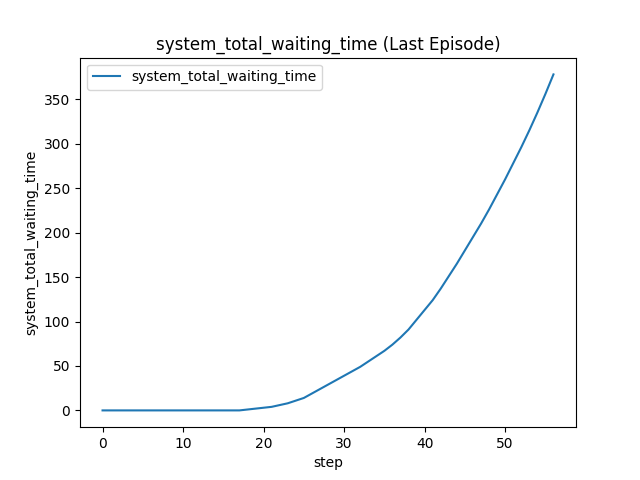 system_total_waiting_time (Last Episode)
system_total_waiting_time
system_total_waiting_time
350
300
250
200
150
100
50
0
0 10 20 30 40 50
step